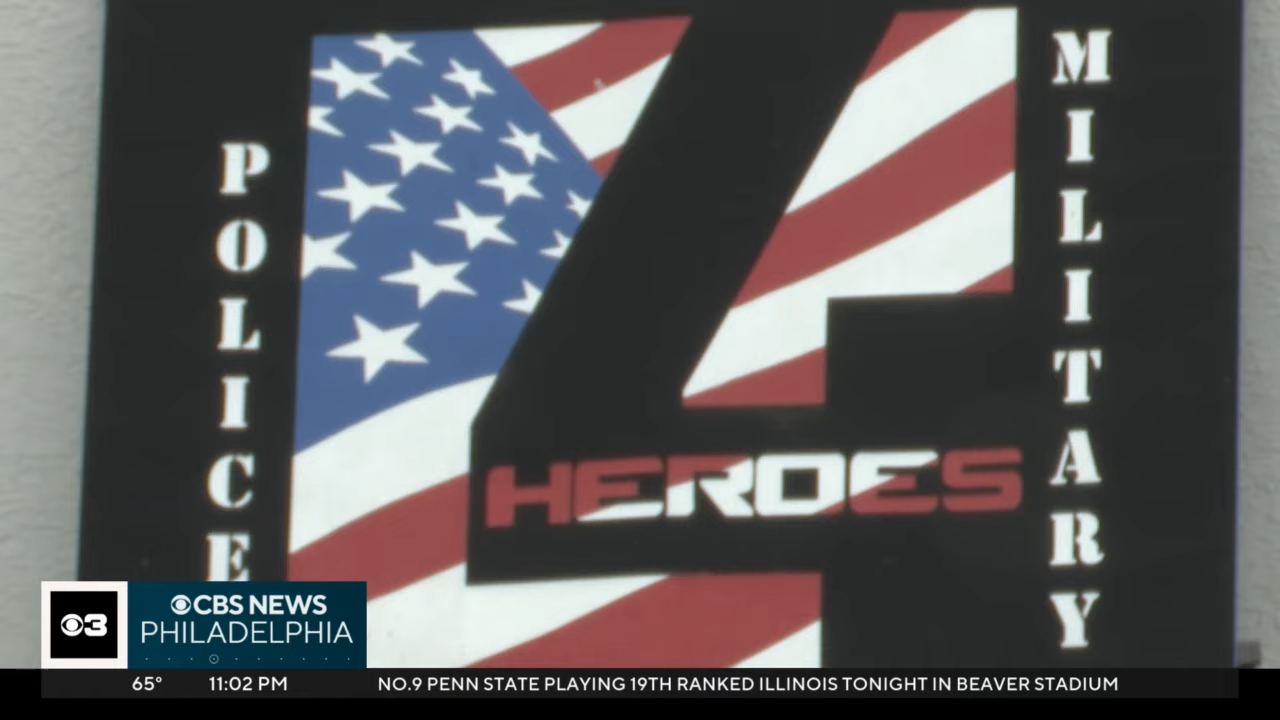 POLICE
4
HEROES
MILITARY
3
CBS NEWS
PHILADELPHIA
65° 11:02 PM NO.9 PENN STATE PLAYING 19TH RANKED ILLINOIS TONIGHT IN BEAVER STADIUM